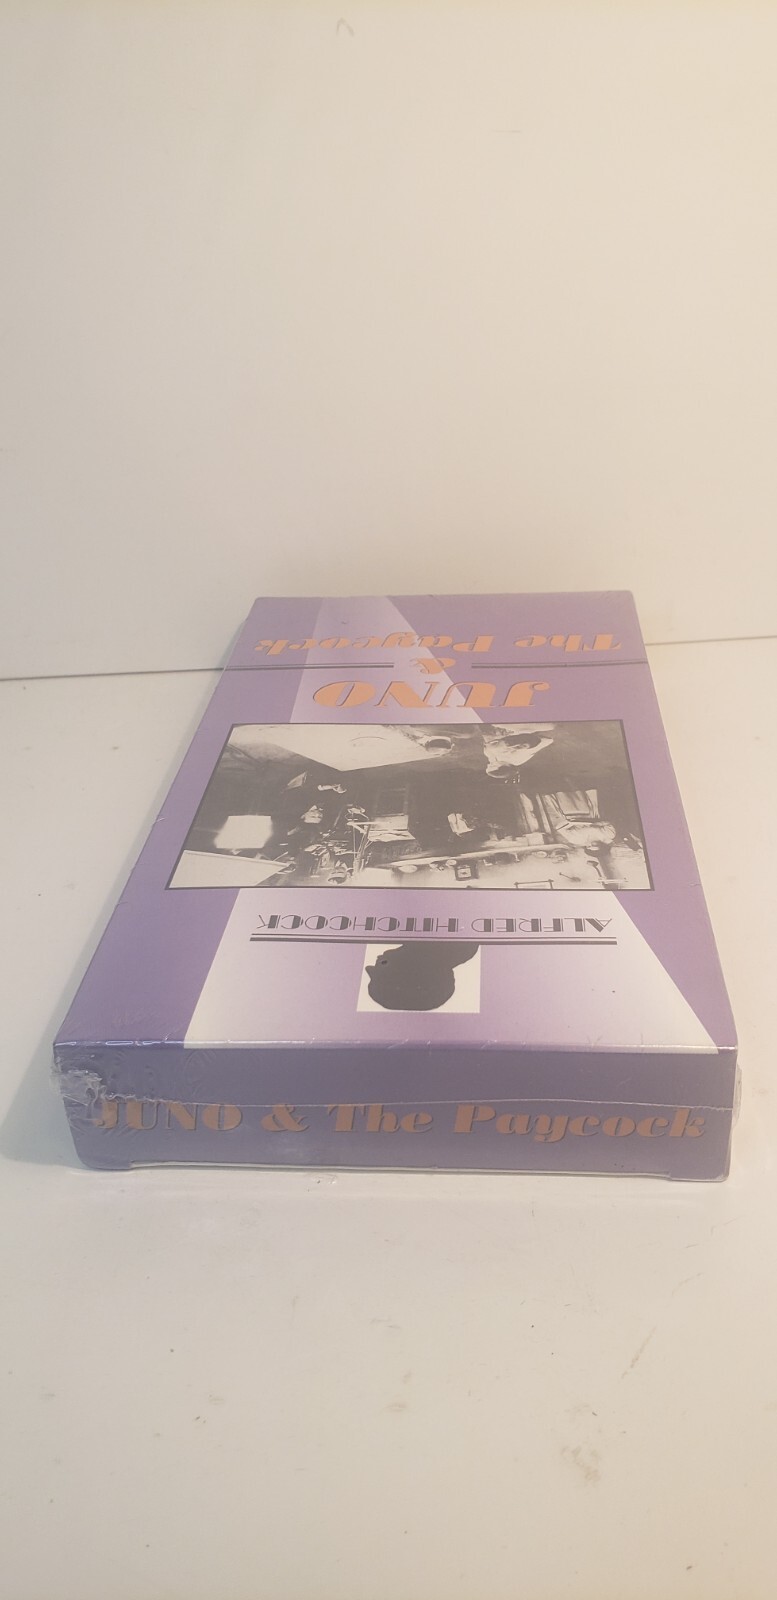 ALFRED HITCHCOCK
JUNO
&
The Paycock
JUNO & The Paycock